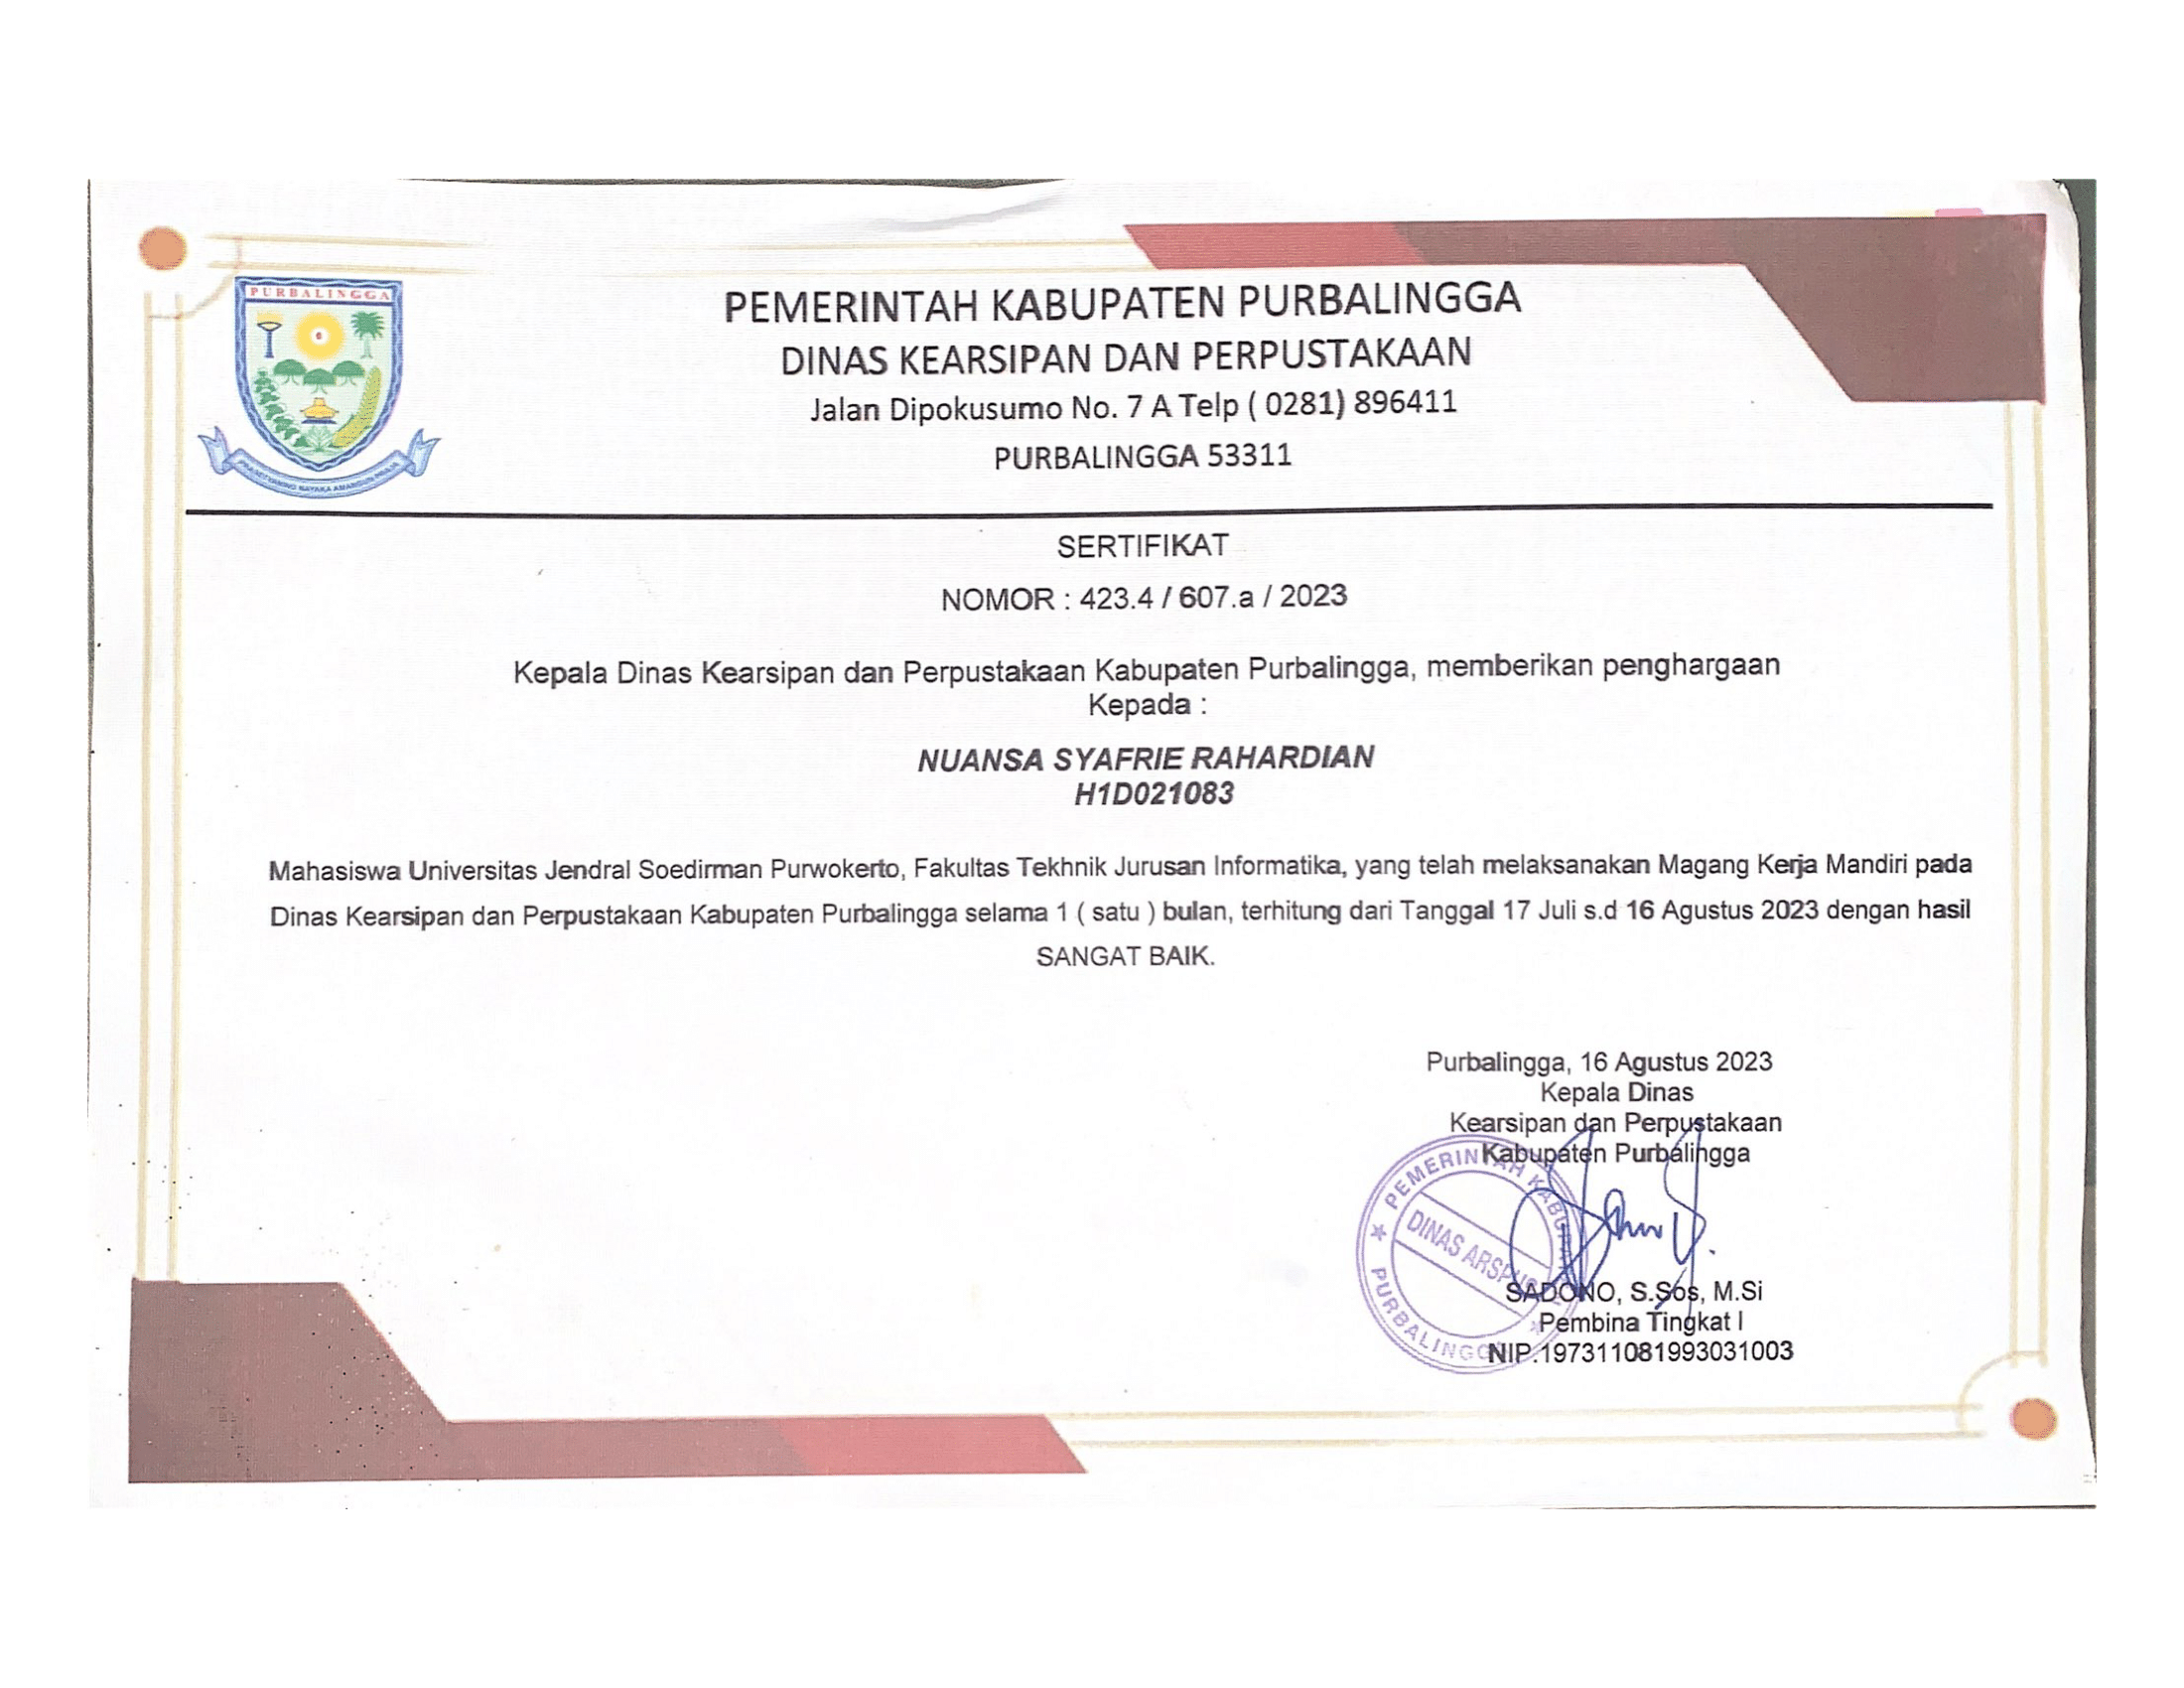 PURBALINGGA
PEMERINTAH KABUPATEN PURBALINGGA
DINAS KEARSIPAN DAN PERPUSTAKAAN
Jalan Dipokusumo No. 7 A Telp ( 0281) 896411
PURBALINGGA 53311
SERTIFIKAT
NOMOR : 423.4 / 607.a / 2023
Kepala Dinas Kearsipan dan Perpustakaan Kabupaten Purbalingga, memberikan penghargaan
Kepada :
NUANSA SYAFRIE RAHARDIAN
H1D021083
Mahasiswa Universitas Jendral Soedirman Purwokerto, Fakultas Tekhnik Jurusan Informatika, yang telah melaksanakan Magang Kerja Mandiri pada
Dinas Kearsipan dan Perpustakaan Kabupaten Purbalingga selama 1 ( satu ) bulan, terhitung dari Tanggal 17 Juli s.d 16 Agustus 2023 dengan hasil
SANGAT BAIK.
Purbalingga, 16 Agustus 2023
Kepala Dinas
Kearsipan dan Perpustakaan
Kabupaten Purbalingga
PEMERINTAH
DINAS ARSPUS
PURBALINGGA
SADONO, S.Sos, M.Si
Pembina Tingkat I
NIP.197311081993031003